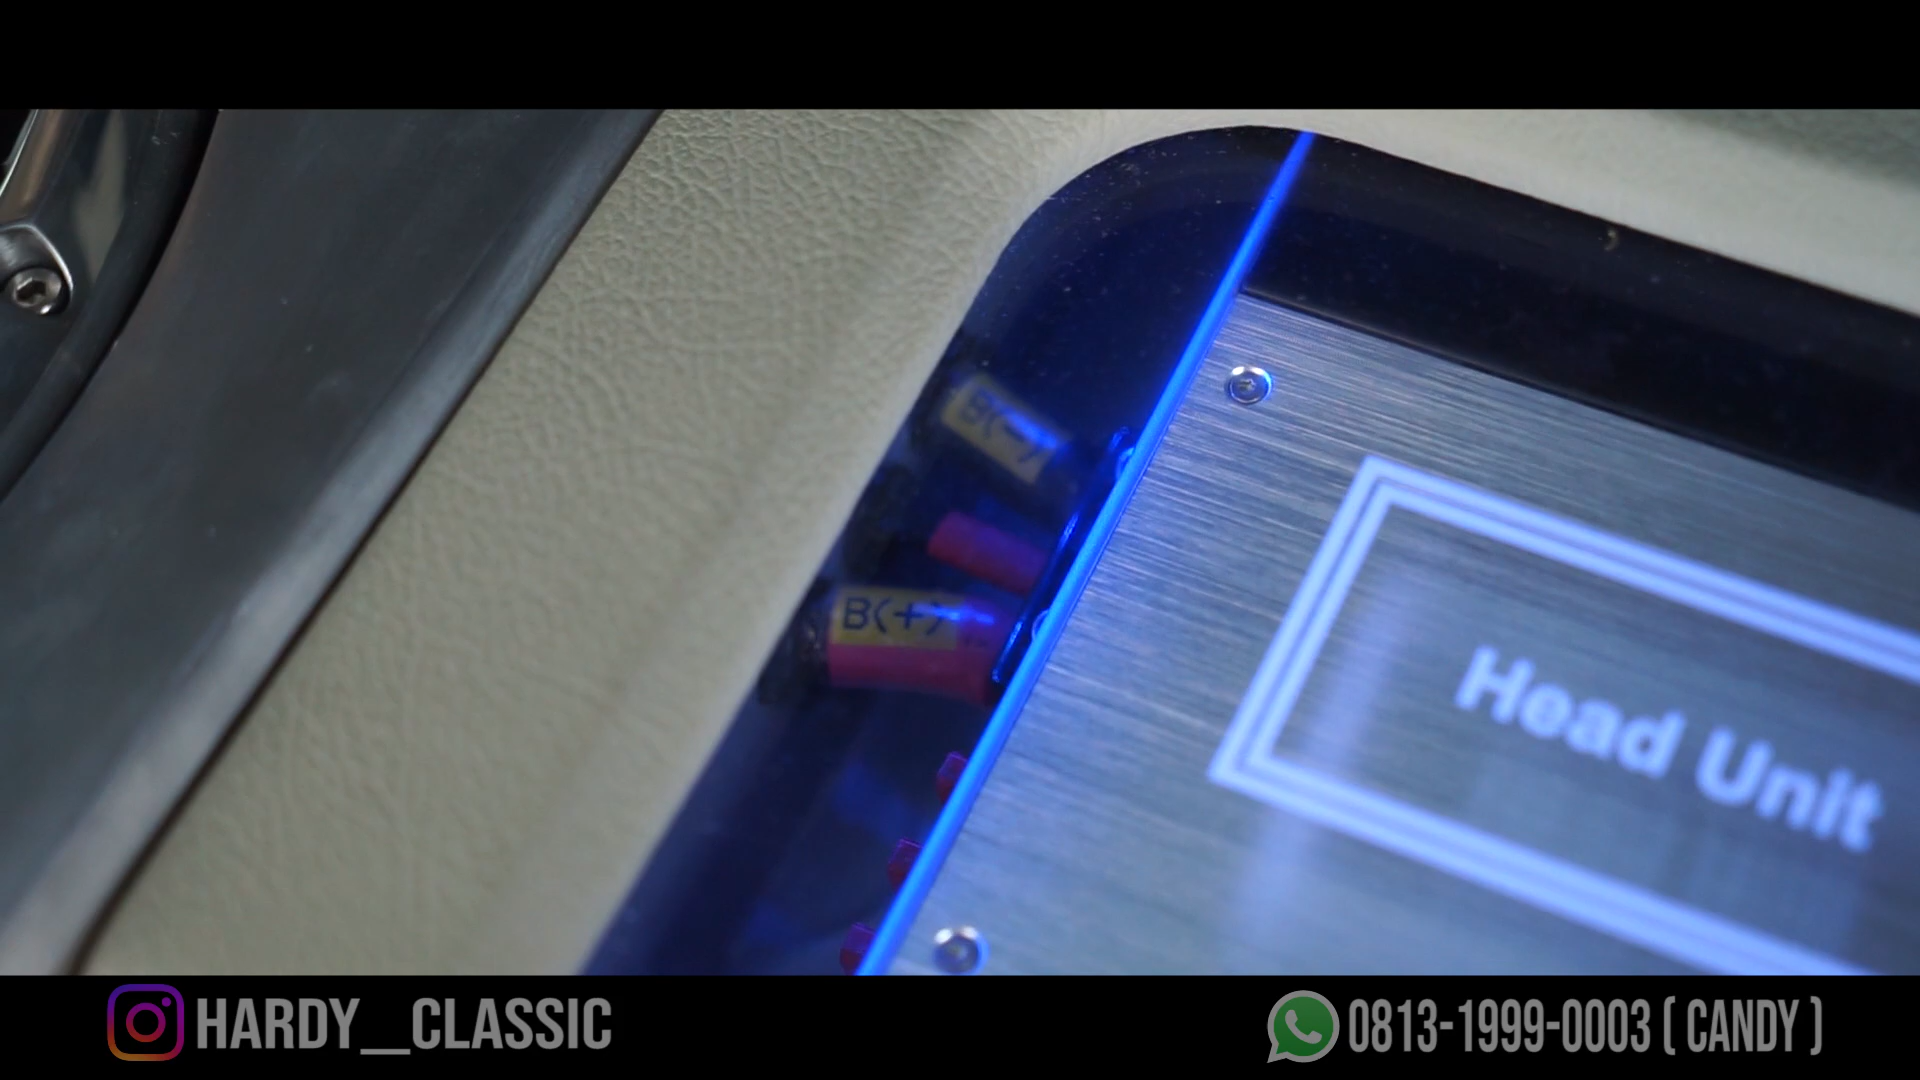 B(-)
B(+)
Head Unit
HARDY__CLASSIC
0813-1999-0003 ( CANDY )